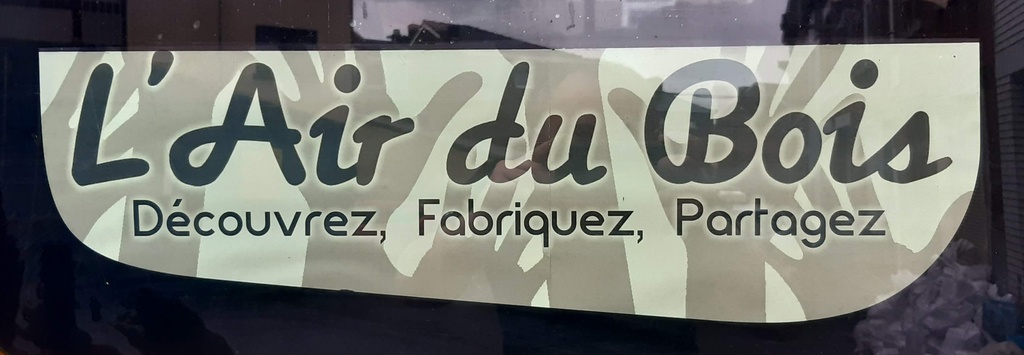 L'Air du Bois
Découvrez, Fabriquez, Partagez